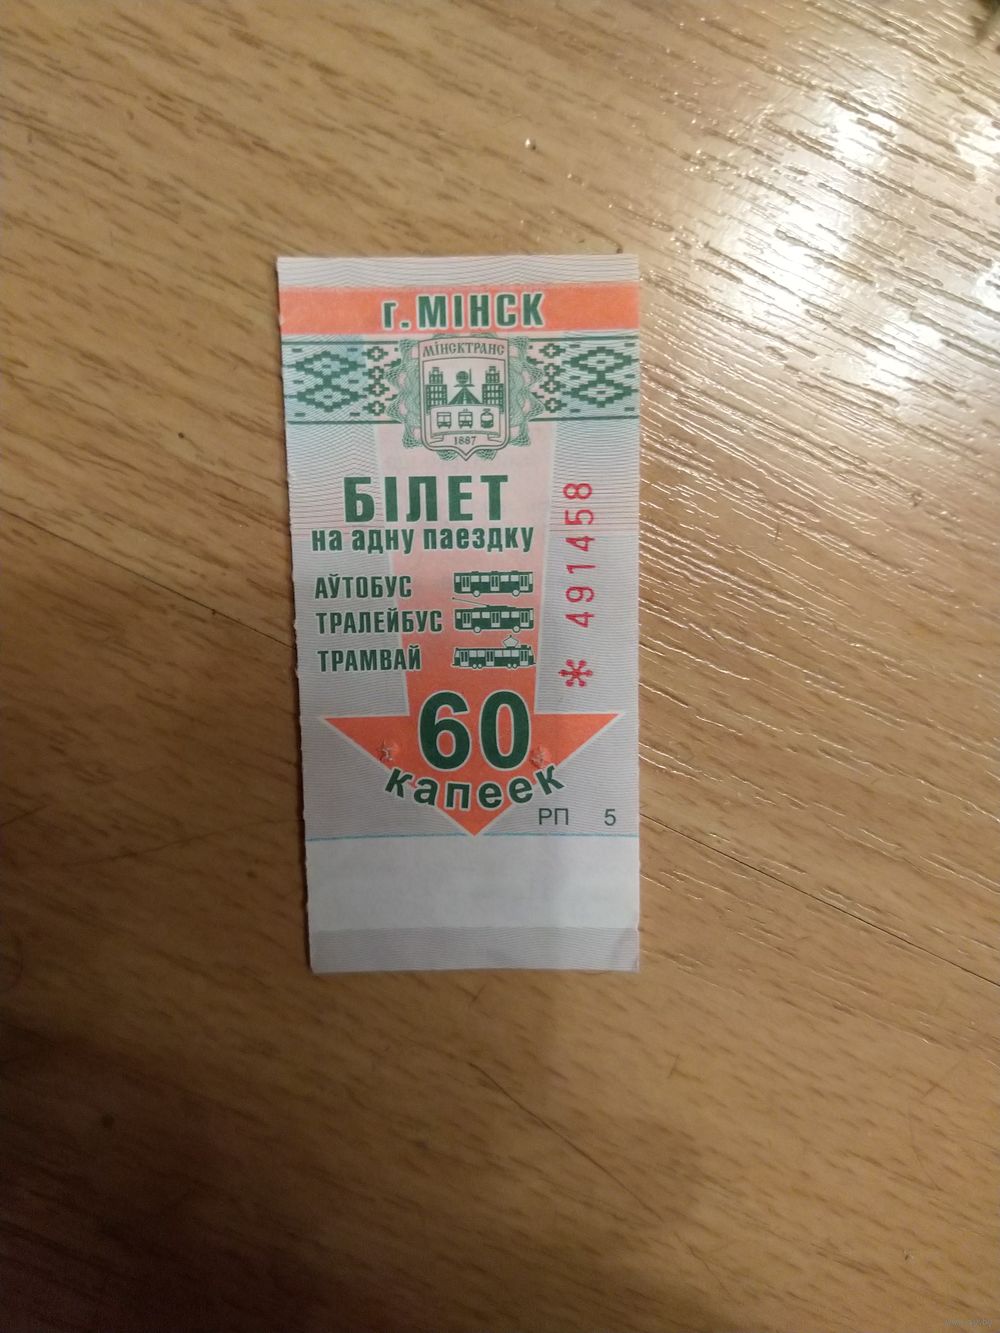 г. МІНСК
МІНСКТРАНС
1887
БІЛЕТ
на адну паездку
АЎТОБУС
ТРАЛЕЙБУС
ТРАМВАЙ
* 491458
60
капеек
РП 5